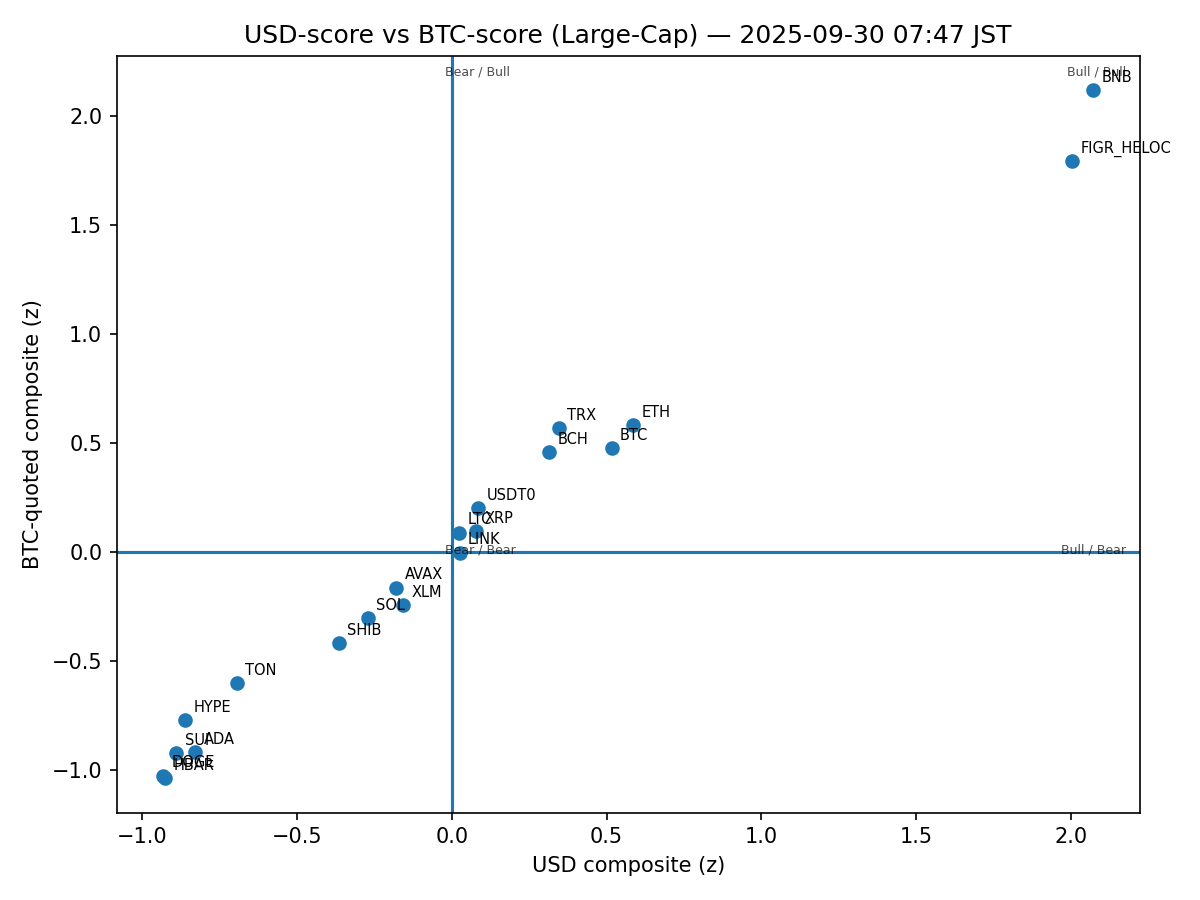 USD-score vs BTC-score (Large-Cap) — 2025-09-30 07:47 JST
Bear / Bull
Bull / Bull
BNB
FIGR_HELOC
TRX
ETH
BCH
BTC
USDT0
LTC
XRP
LINK
Bear / Bear
Bull / Bear
AVAX
XLM
SOL
SHIB
TON
HYPE
SUI
ADA
DOGE
HBAR
2.0
1.5
1.0
0.5
0.0
−0.5
−1.0
BTC-quoted composite (z)
−1.0
−0.5
0.0
0.5
1.0
1.5
2.0
USD composite (z)